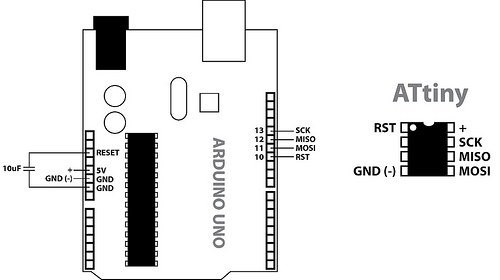 10uF
RESET
+ 5V
GND (-) GND
GND
ARDUINO UNO
13 SCK
12 MISO
11 MOSI
10 RST
ATtiny
RST +
SCK
MISO
GND (-) MOSI